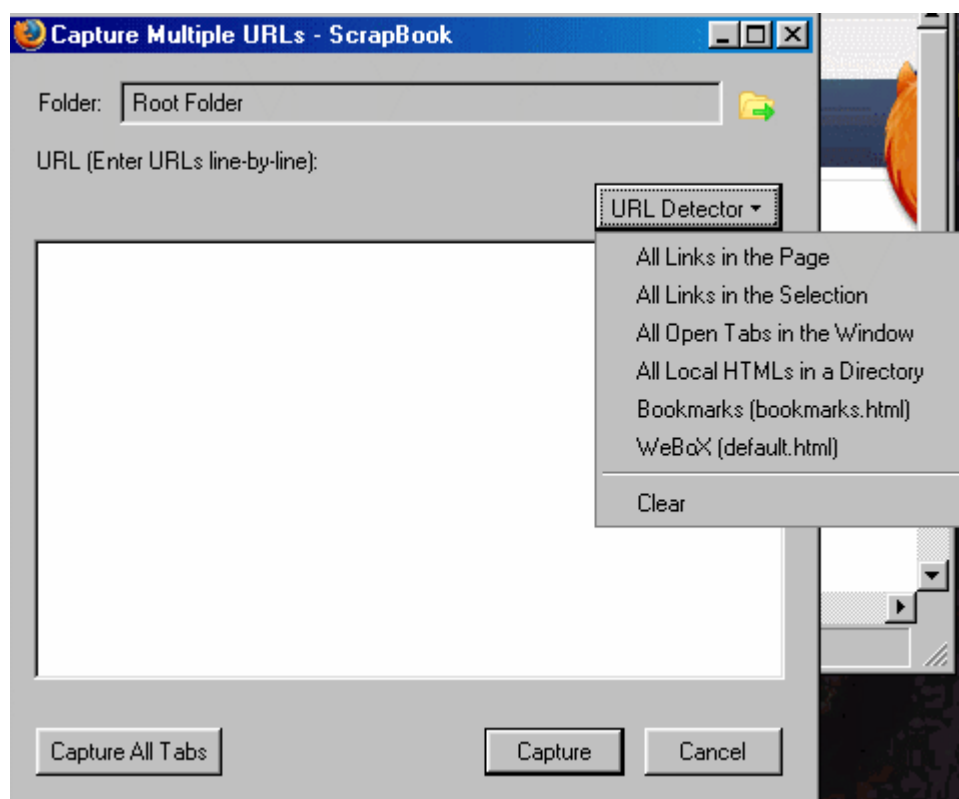 Capture Multiple URLs - ScrapBook
Folder: Root Folder
URL (Enter URLs line-by-line):
URL Detector
All Links in the Page
All Links in the Selection
All Open Tabs in the Window
All Local HTMLs in a Directory
Bookmarks (bookmarks.html)
WeBoX (default.html)
Clear
Capture All Tabs Capture Cancel